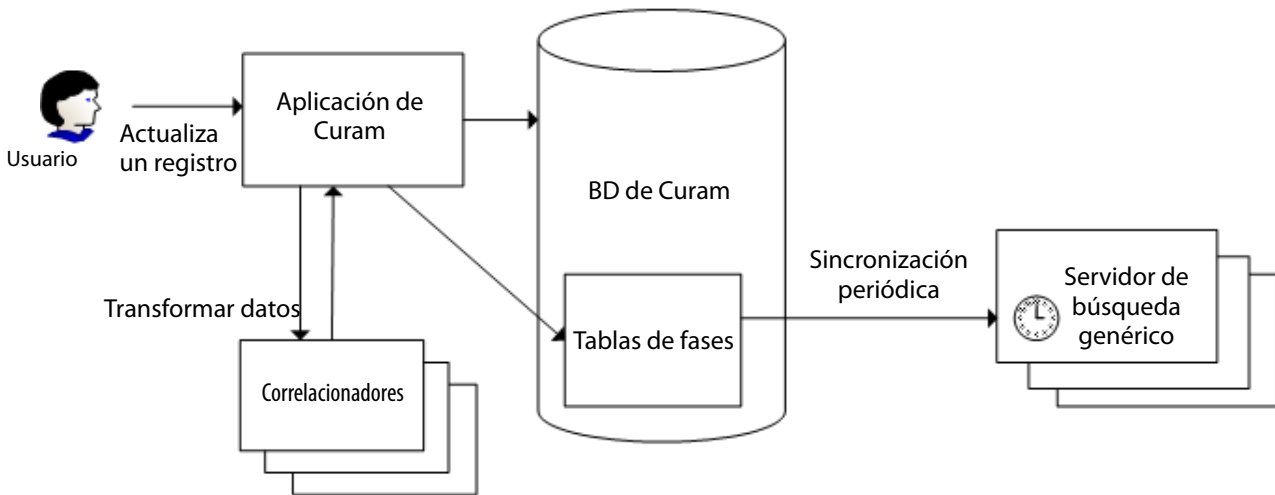 Usuario
Actualiza
un registro
Aplicación de
Curam
BD de Curam
Sincronización
periódica
Servidor de
búsqueda
genérico
Transformar datos
Tablas de fases
Correlacionadores